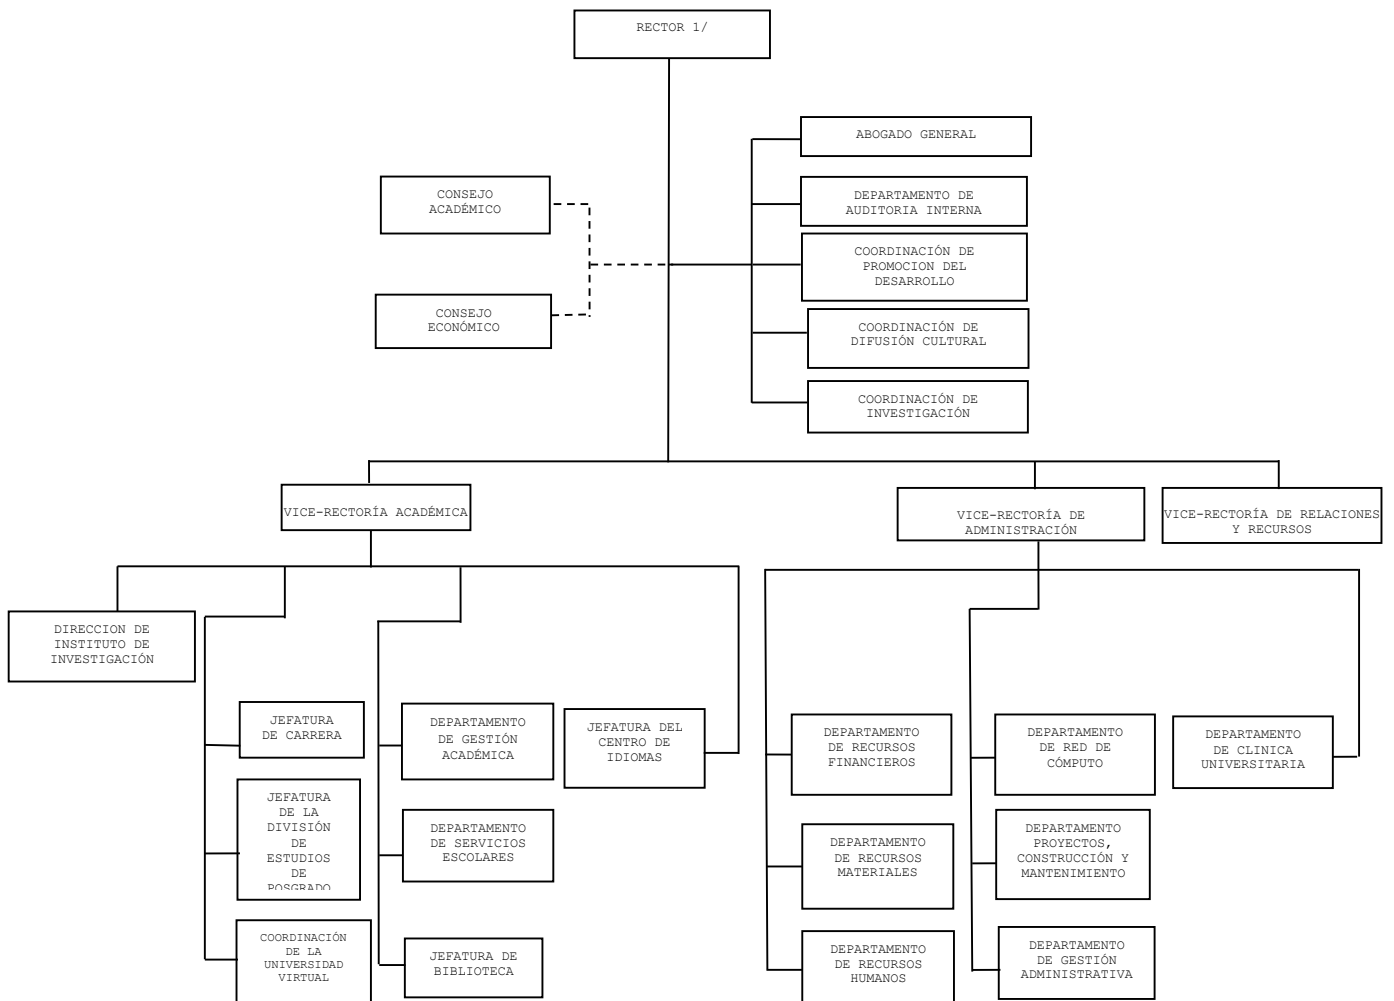 RECTOR 1/
ABOGADO GENERAL
CONSEJO
ACADÉMICO
DEPARTAMENTO DE
AUDITORIA INTERNA
COORDINACIÓN DE
PROMOCION DEL
DESARROLLO
CONSEJO
ECONÓMICO
COORDINACIÓN DE
DIFUSIÓN CULTURAL
COORDINACIÓN DE
INVESTIGACIÓN
VICE-RECTORÍA ACADÉMICA
VICE-RECTORÍA DE
ADMINISTRACIÓN
VICE-RECTORÍA DE RELACIONES
Y RECURSOS
DIRECCION DE
INSTITUTO DE
INVESTIGACIÓN
JEFATURA
DE CARRERA
DEPARTAMENTO
DE GESTIÓN
ACADÉMICA
JEFATURA DEL
CENTRO DE
IDIOMAS
DEPARTAMENTO
DE RECURSOS
FINANCIEROS
DEPARTAMENTO
DE RED DE
CÓMPUTO
DEPARTAMENTO
DE CLINICA
UNIVERSITARIA
JEFATURA
DE LA
DIVISIÓN
DE
ESTUDIOS
DE
POSGRADO
DEPARTAMENTO
DE SERVICIOS
ESCOLARES
DEPARTAMENTO
DE RECURSOS
MATERIALES
DEPARTAMENTO
PROYECTOS,
CONSTRUCCIÓN Y
MANTENIMIENTO
COORDINACIÓN
DE LA
UNIVERSIDAD
VIRTUAL
JEFATURA DE
BIBLIOTECA
DEPARTAMENTO
DE RECURSOS
HUMANOS
DEPARTAMENTO
DE GESTIÓN
ADMINISTRATIVA